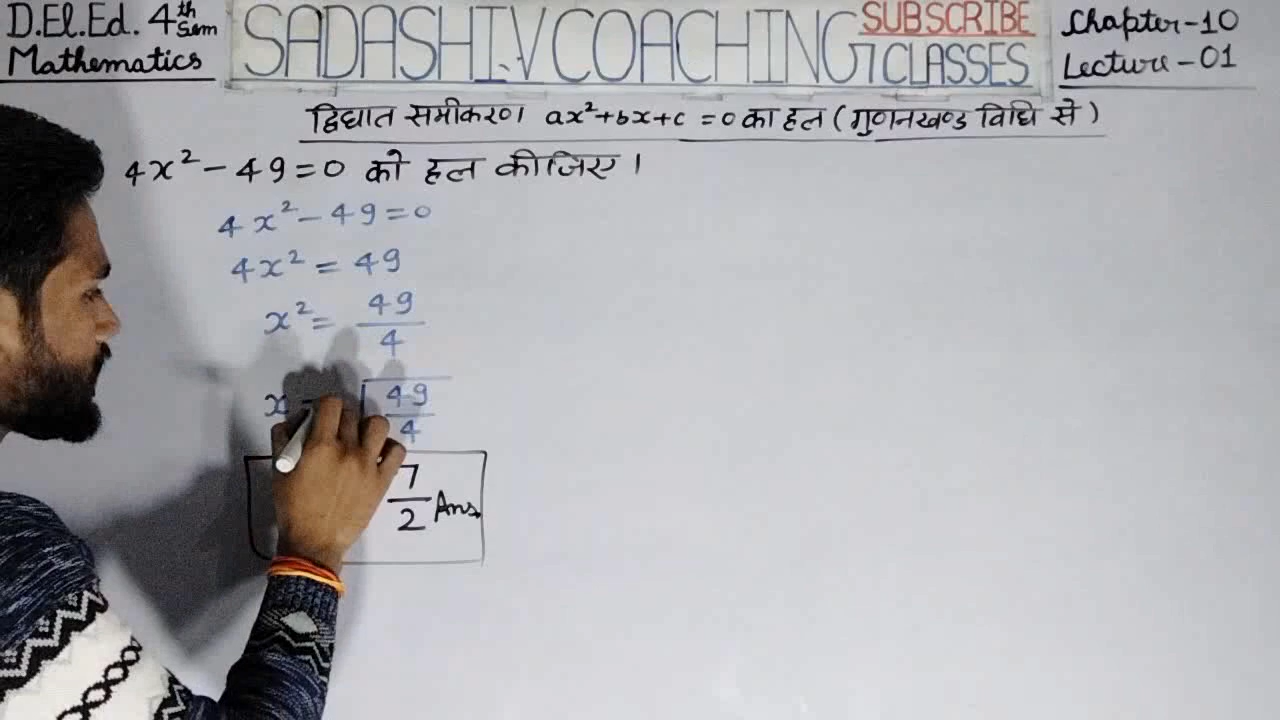 D.El.Ed. 4th Sem
Mathematics
SADASHIV COACHING CLASSES
SUBSCRIBE
Chapter-10
Lecture-01
द्विघात समीकरण ax²+bx+c=0 का हल (गुणनखण्ड विधि से)
4x²-49=0 को हल कीजिए।
4x²-49=0
4x²=49
x²=49/4
x = √49/4
7/2 Ans.